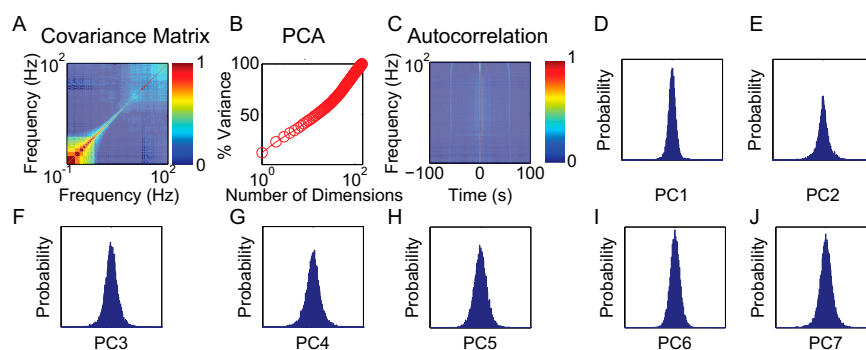 A Covariance Matrix
Frequency (Hz)
10²
10⁻¹
10²
Frequency (Hz)
1
0
B PCA
% Variance
100
50
10⁰
10²
Number of Dimensions
C Autocorrelation
Frequency (Hz)
10²
−100 0 100
Time (s)
1
0
D
Probability
PC1
E
Probability
PC2
F
Probability
PC3
G
Probability
PC4
H
Probability
PC5
I
Probability
PC6
J
Probability
PC7